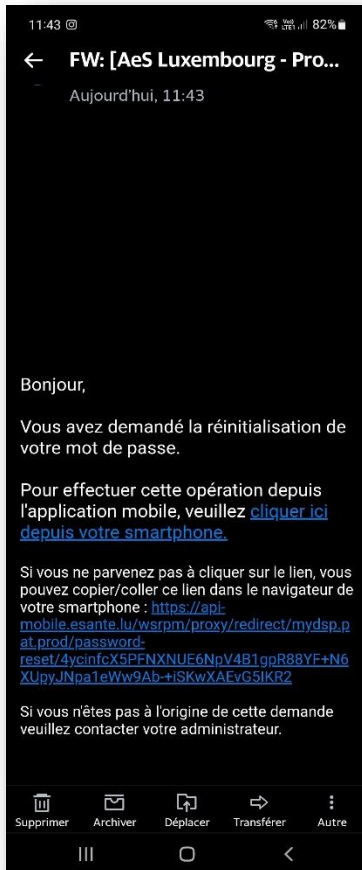 11:43 82%
FW: [AeS Luxembourg - Pro...
Aujourd'hui, 11:43
Bonjour,
Vous avez demandé la réinitialisation de
votre mot de passe.
Pour effectuer cette opération depuis
l'application mobile, veuillez cliquer ici
depuis votre smartphone.
Si vous ne parvenez pas à cliquer sur le lien, vous
pouvez copier/coller ce lien dans le navigateur de
votre smartphone : https://api-
mobile.esante.lu/wsrpm/proxy/redirect/mydsp.p
at.prod/password-
reset/4ycinfcX5PFNXNUE6NpV4B1gpR88YF+N6
XUpyJNpa1eWw9Ab-+iSKwXAEvG5IKR2
Si vous n'êtes pas à l'origine de cette demande
veuillez contacter votre administrateur.
Supprimer Archiver Déplacer Transférer Autre